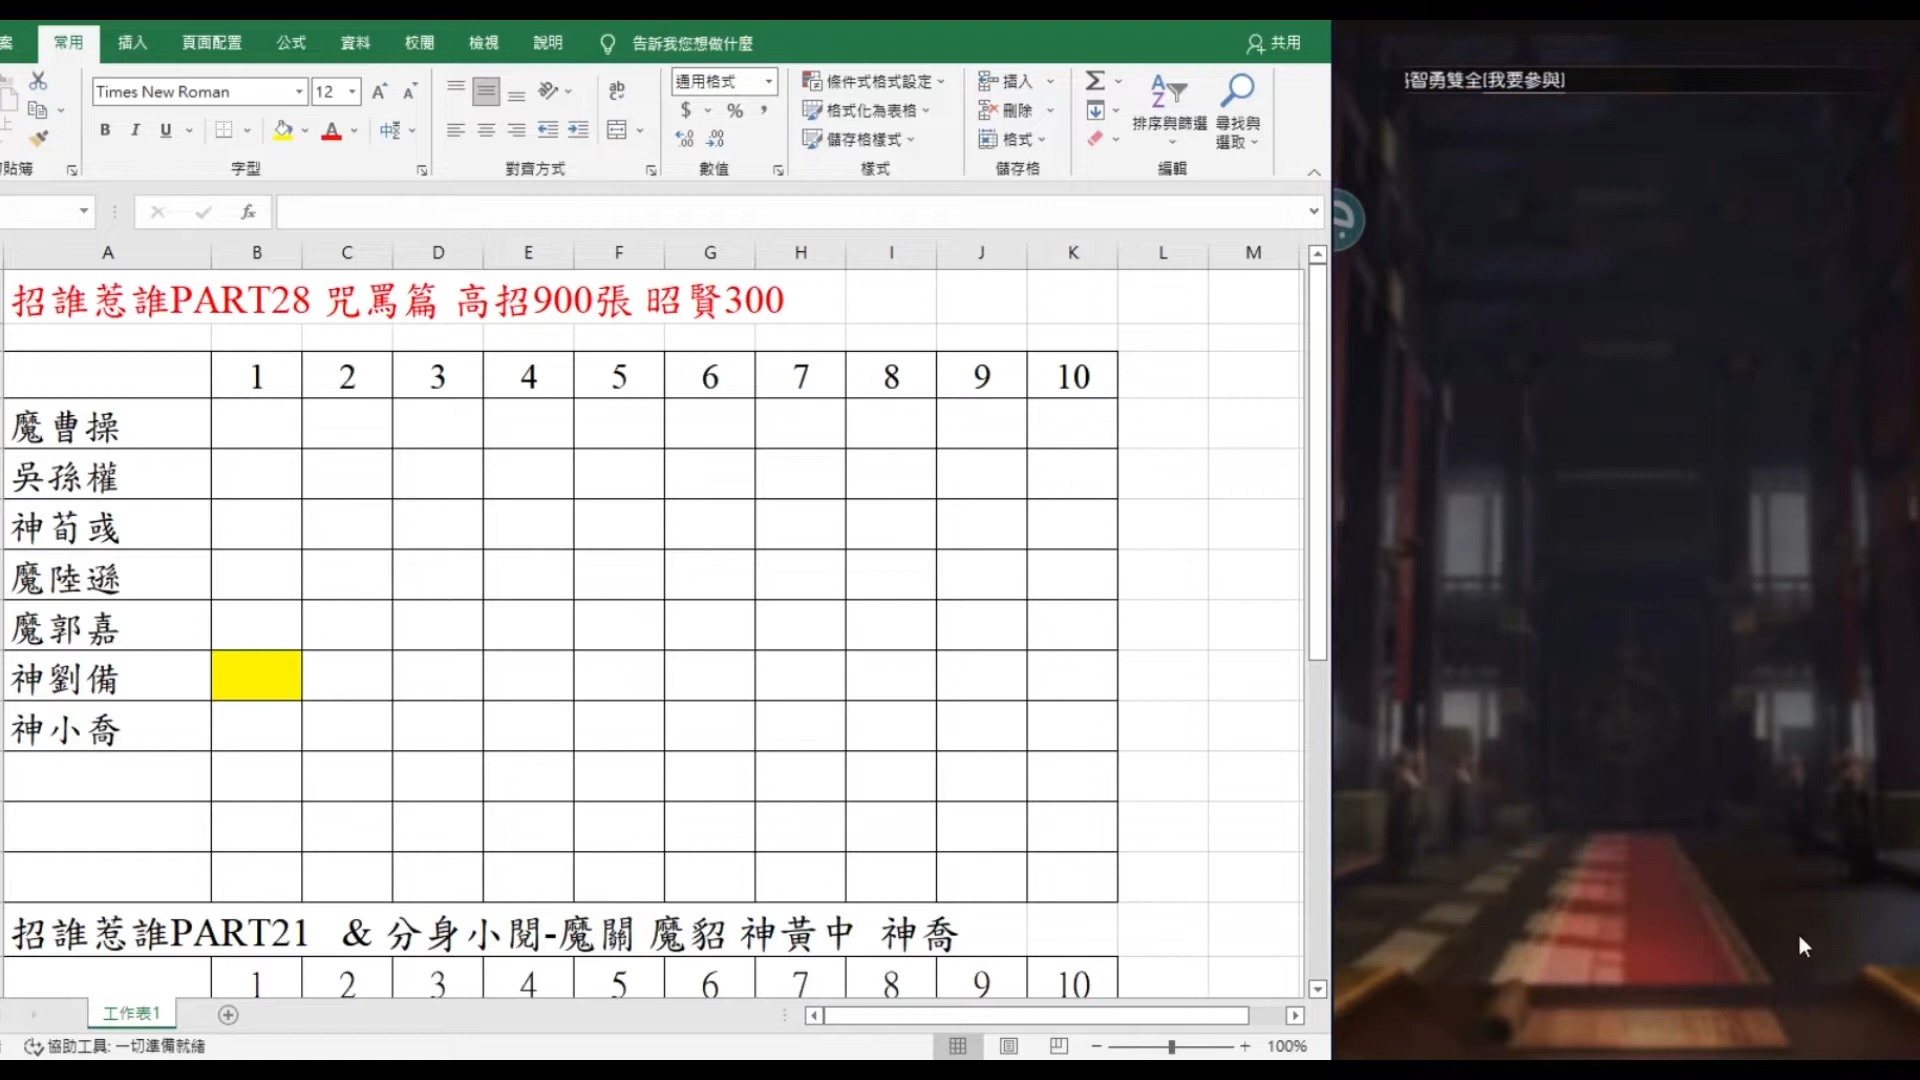 案 常用 插入 頁面配置 公式 資料 校閱 檢視 說明 告訴我您想做什麼 共用
Times New Roman 12 通用格式 條件式格式設定 插入
$ % , 格式化為表格 刪除 排序與篩選 尋找與選取
B I U A 儲存格樣式 格式
剪貼簿 字型 對齊方式 數值 樣式 儲存格 編輯
fx
A B C D E F G H I J K L M
招誰惹誰PART28 咒罵篇 高招900張 昭賢300
1 2 3 4 5 6 7 8 9 10
魔曹操
吳孫權
神荀彧
魔陸遜
魔郭嘉
神劉備
神小喬
招誰惹誰PART21 & 分身小閔-魔關 魔貂 神黃中 神喬
1 2 3 4 5 6 7 8 9 10
工作表1
協助工具: 一切準備就緒 100%
智勇雙全[我要參與]